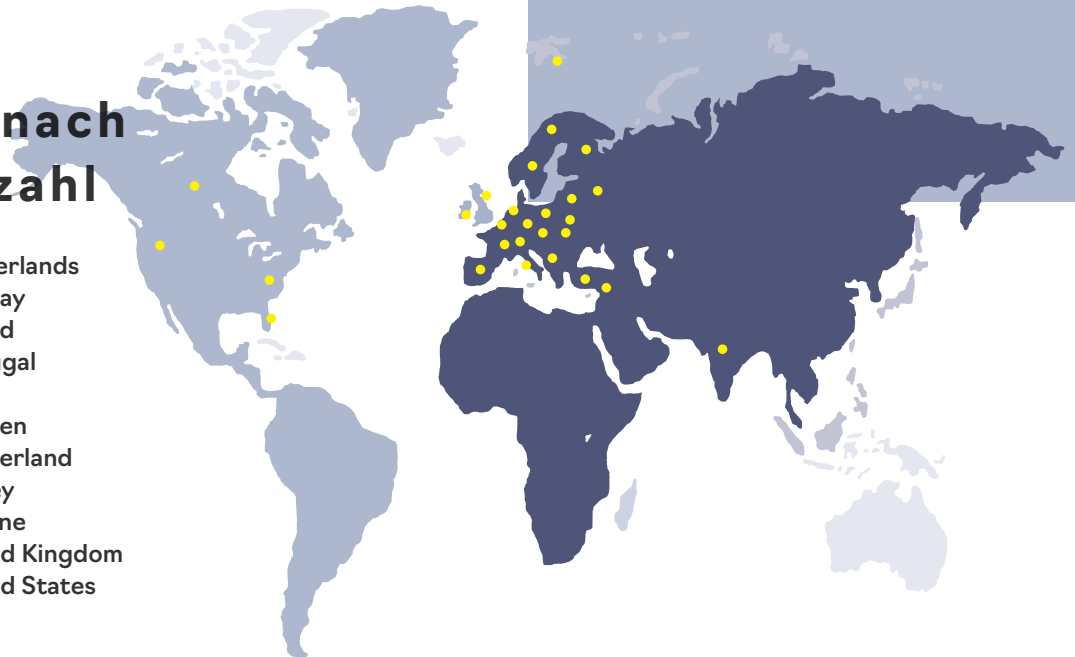 nach
zahl
erlands
ay
d
gal
en
erland
y
ne
d Kingdom
d States